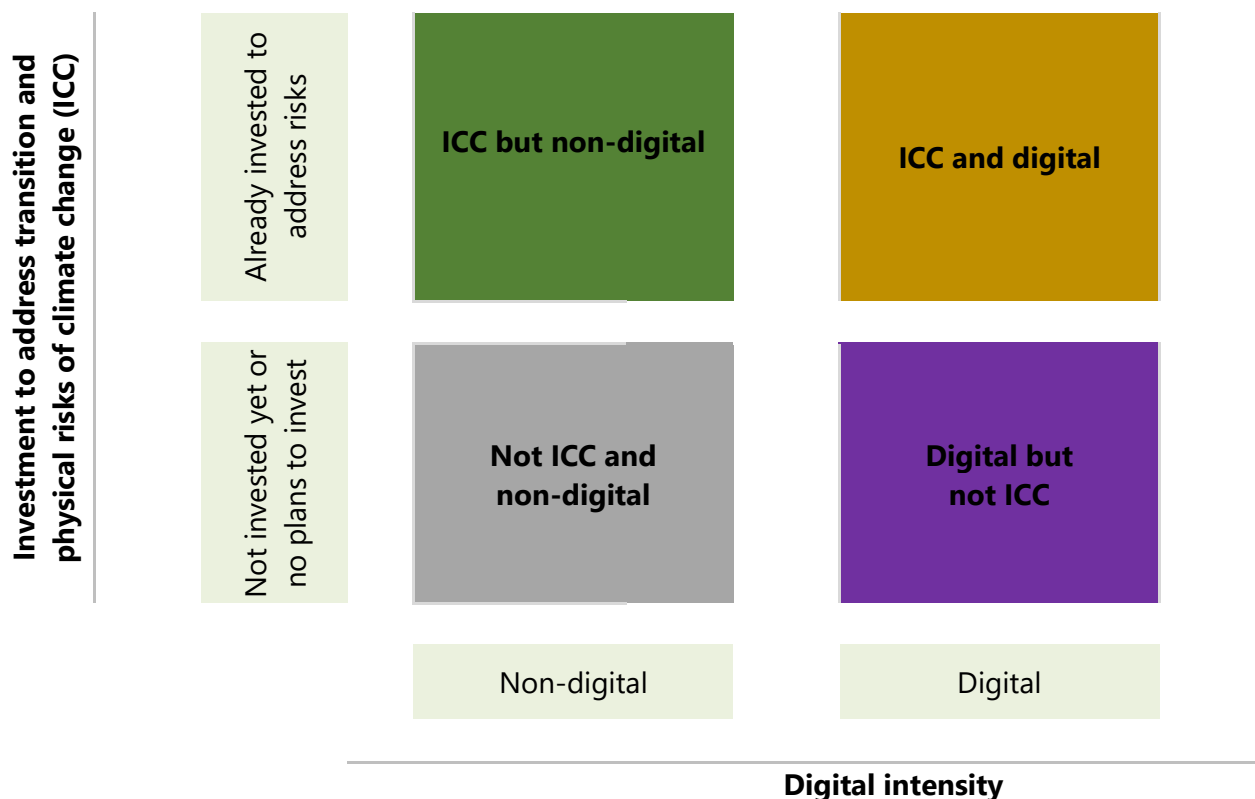 Investment to address transition and
physical risks of climate change (ICC)
Already invested to
address risks
ICC but non-digital
ICC and digital
Not invested yet or
no plans to invest
Not ICC and
non-digital
Digital but
not ICC
Non-digital
Digital
Digital intensity